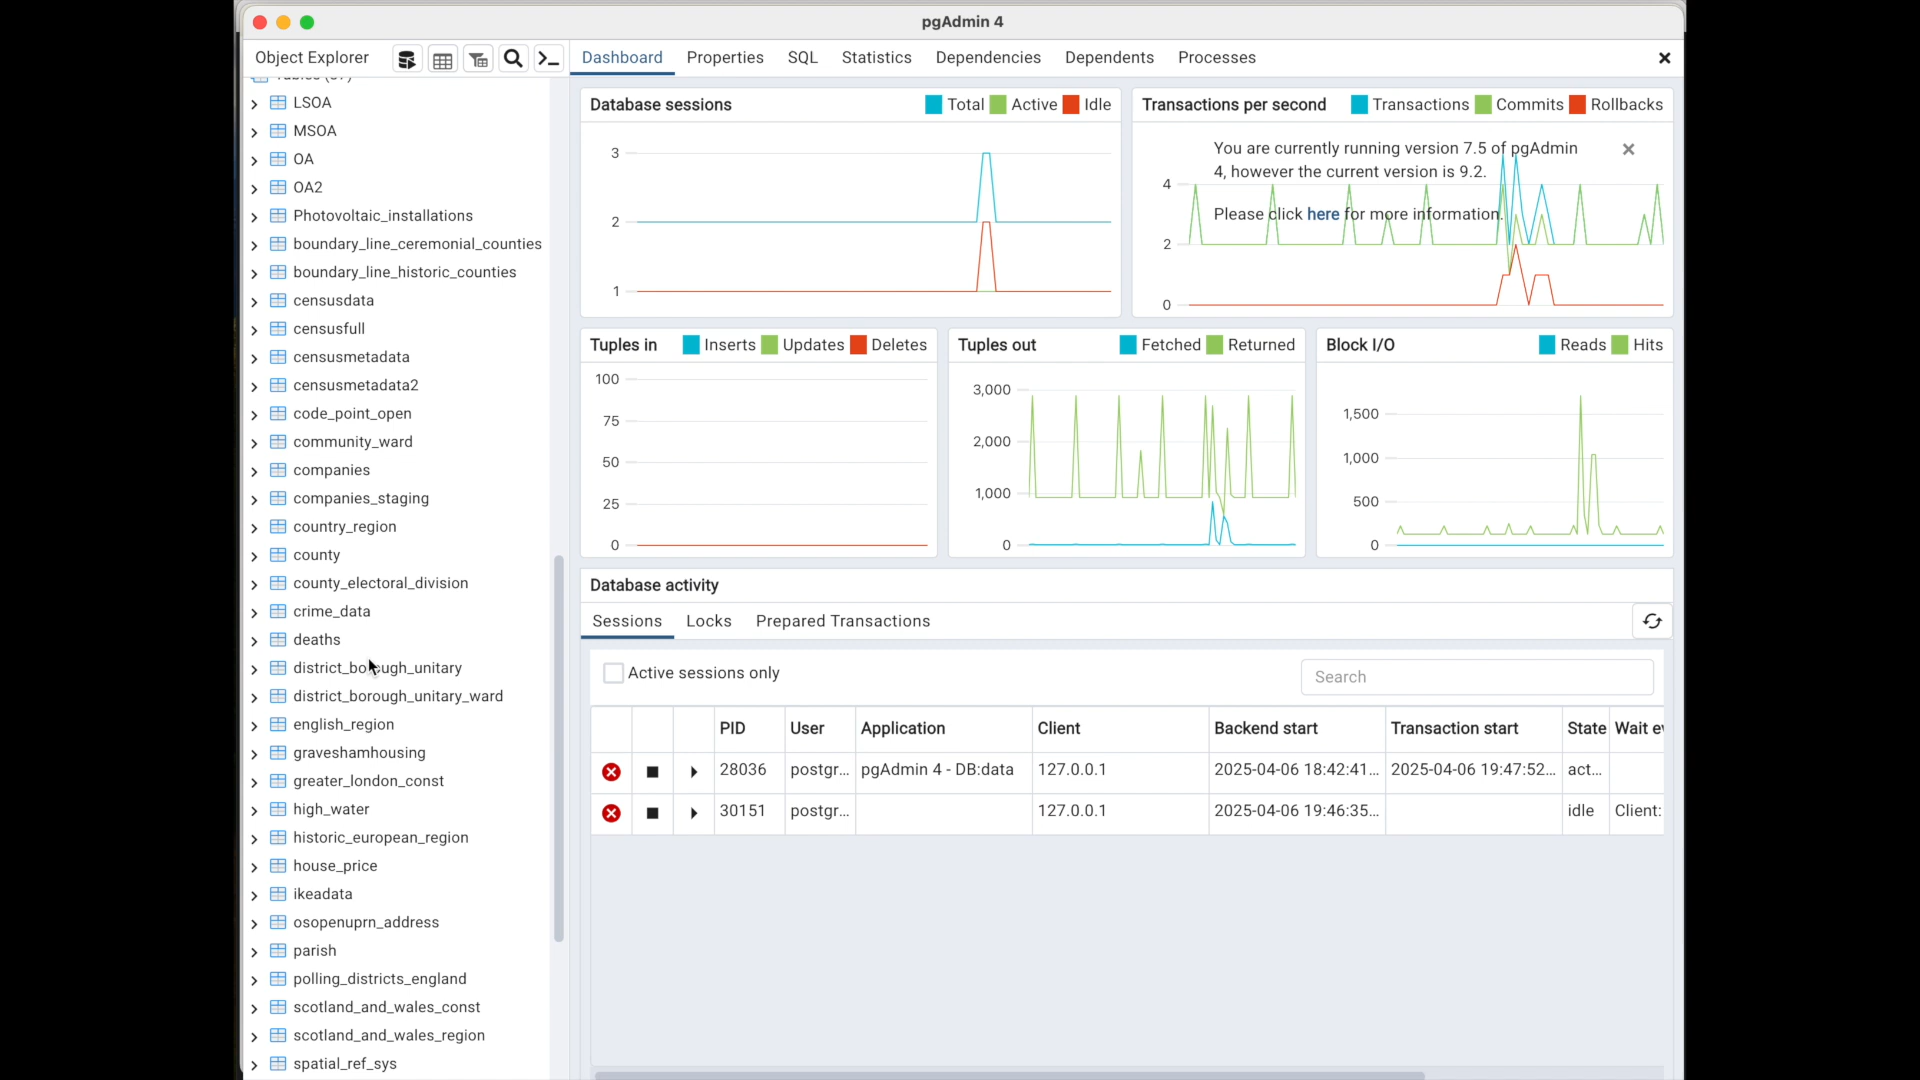 pgAdmin 4
Object Explorer
Dashboard
Properties
SQL
Statistics
Dependencies
Dependents
Processes
LSOA
MSOA
OA
OA2
Photovoltaic_installations
boundary_line_ceremonial_counties
boundary_line_historic_counties
censusdata
censusfull
censusmetadata
censusmetadata2
code_point_open
community_ward
companies
companies_staging
country_region
county
county_electoral_division
crime_data
deaths
district_borough_unitary
district_borough_unitary_ward
english_region
graveshamhousing
greater_london_const
high_water
historic_european_region
house_price
ikeadata
osopenuprn_address
parish
polling_districts_england
scotland_and_wales_const
scotland_and_wales_region
spatial_ref_sys
Database sessions
Total Active Idle
3
2
1
Transactions per second
Transactions Commits Rollbacks
You are currently running version 7.5 of pgAdmin
4, however the current version is 9.2.
Please click here for more information.
4
2
0
Tuples in
Inserts Updates Deletes
100
75
50
25
0
Tuples out
Fetched Returned
3,000
2,000
1,000
0
Block I/O
Reads Hits
1,500
1,000
500
0
Database activity
Sessions Locks Prepared Transactions
Active sessions only
Search
PID User Application Client Backend start Transaction start State Wait ev
28036 postgr... pgAdmin 4 - DB:data 127.0.0.1 2025-04-06 18:42:41... 2025-04-06 19:47:52... act...
30151 postgr... 127.0.0.1 2025-04-06 19:46:35... idle Client: